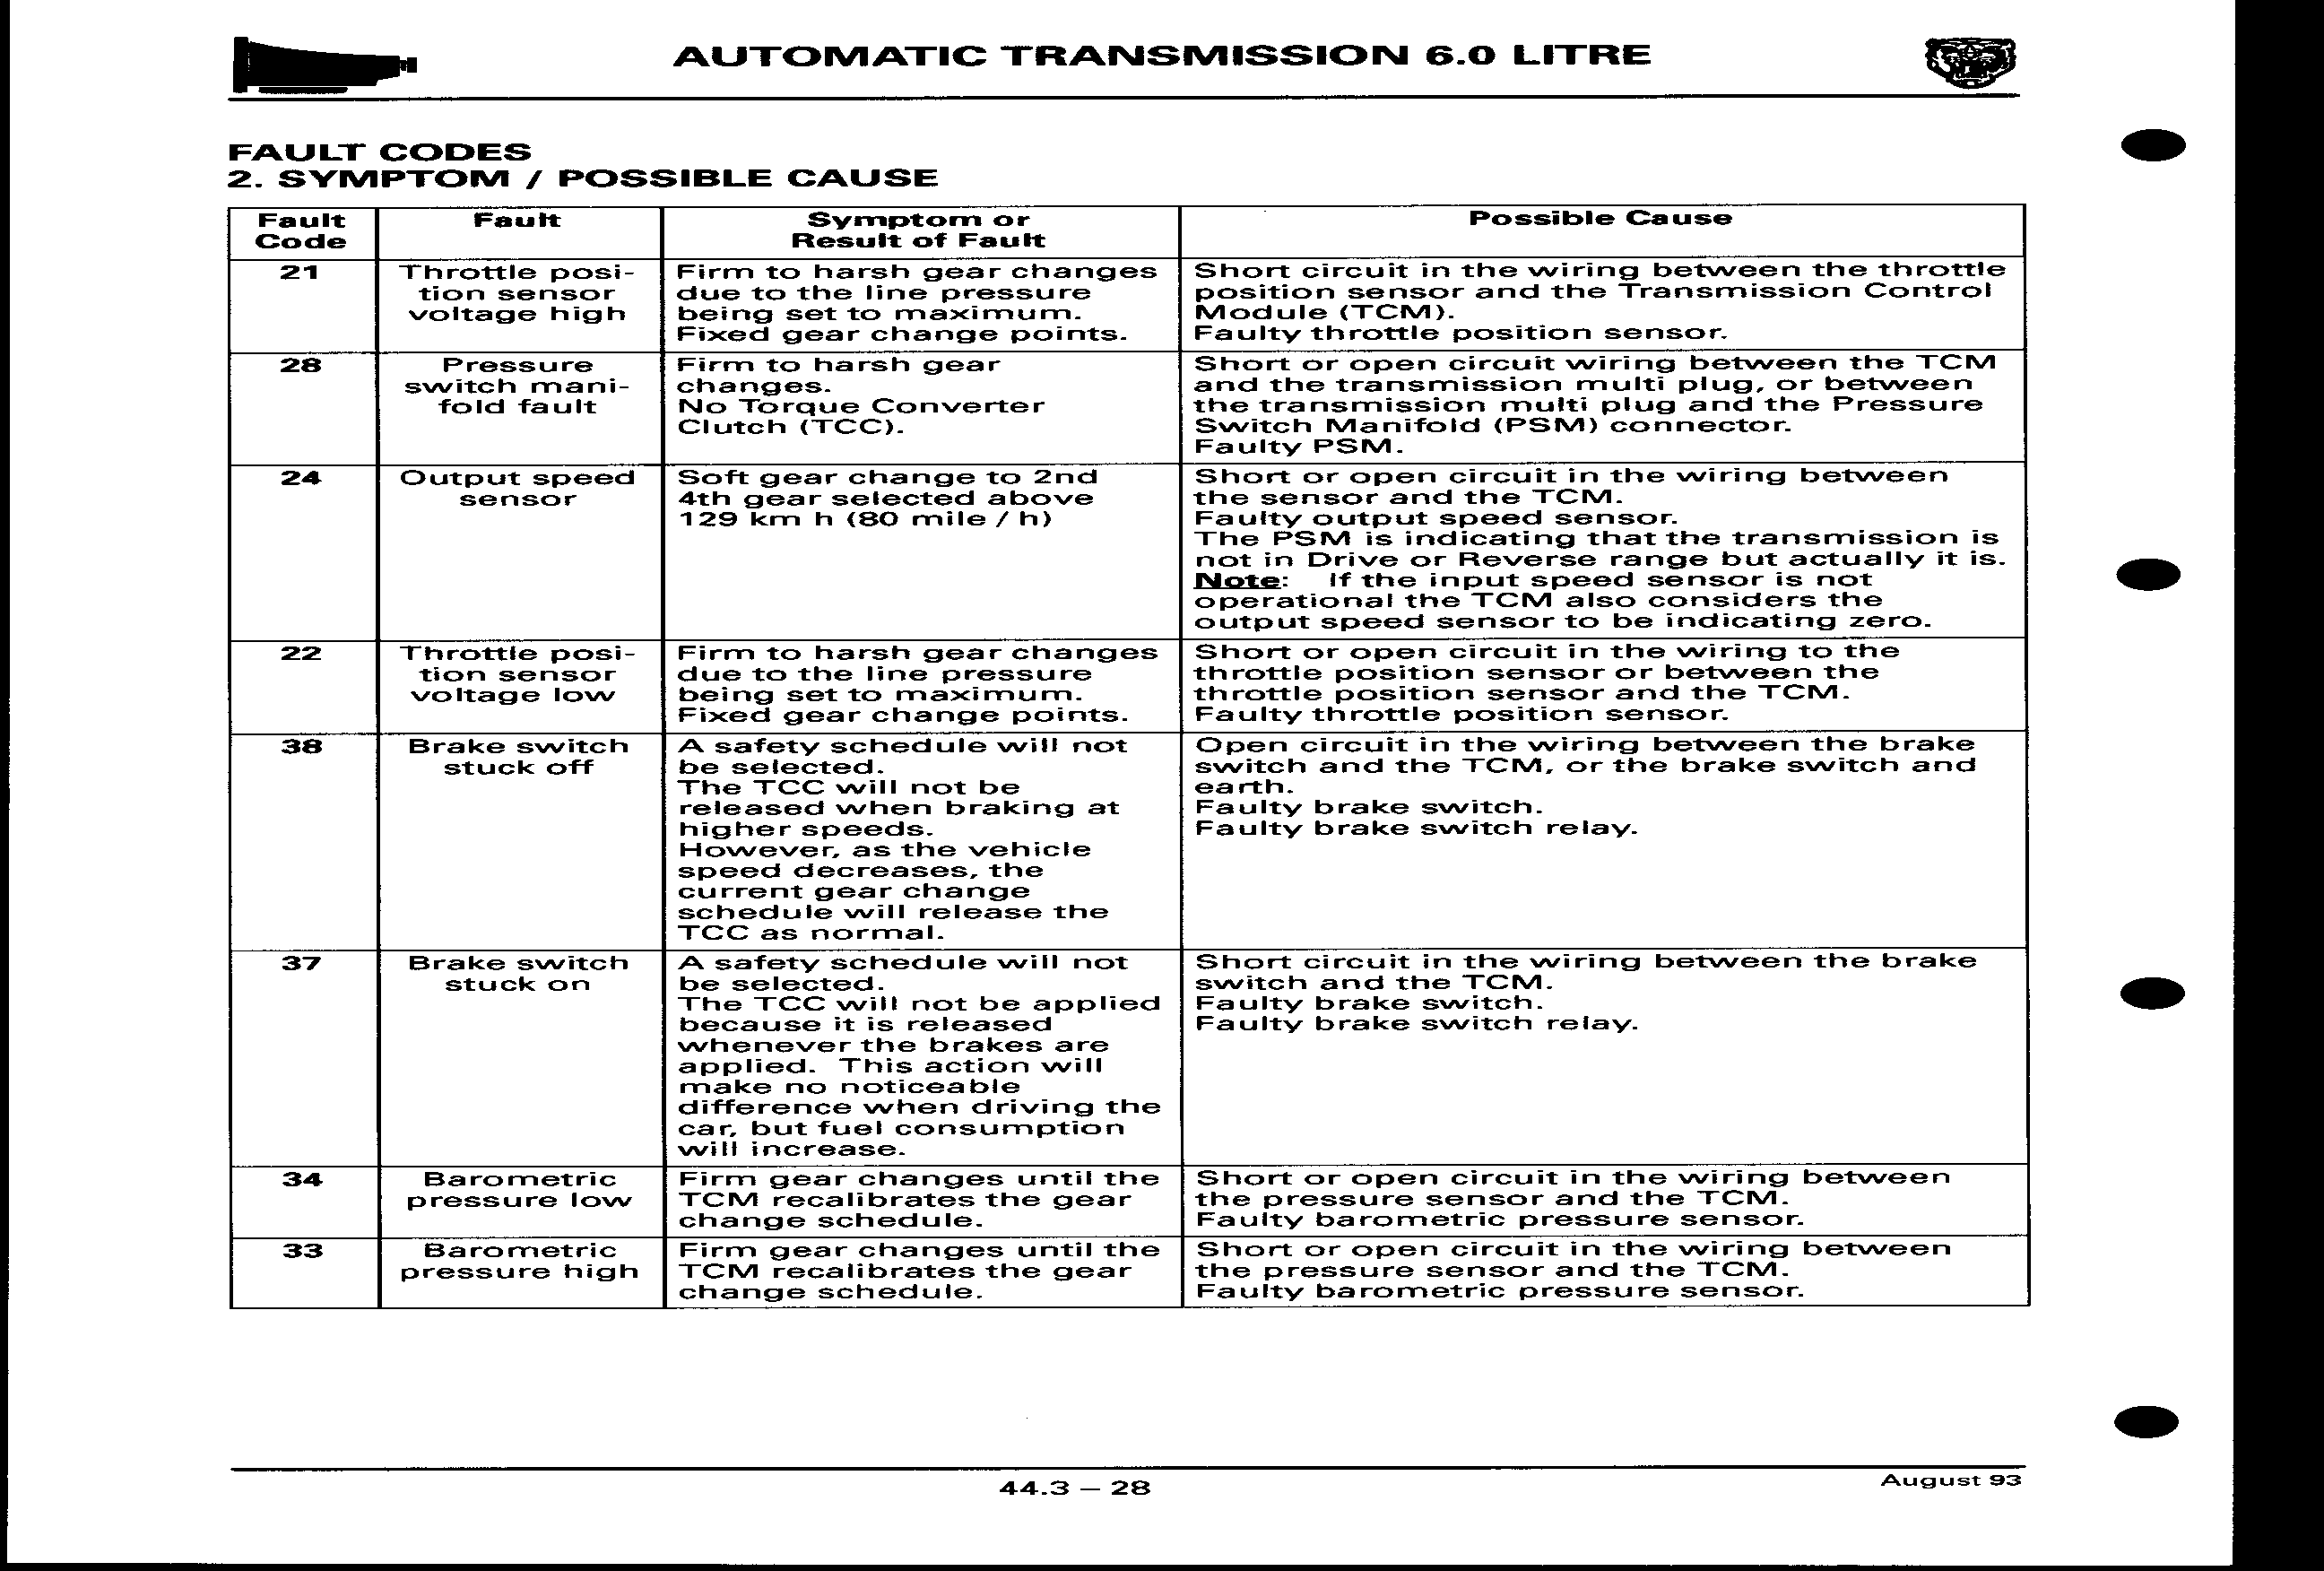 AUTOMATIC TRANSMISSION 6.0 LITRE
FAULT CODES
2. SYMPTOM / POSSIBLE CAUSE
Fault
Code
Fault
Symptom or
Result of Fault
Possible Cause
21
Throttle posi-
tion sensor
voltage high
Firm to harsh gear changes
due to the line pressure
being set to maximum.
Fixed gear change points.
Short circuit in the wiring between the throttle
position sensor and the Transmission Control
Module (TCM).
Faulty throttle position sensor.
28
Pressure
switch mani-
fold fault
Firm to harsh gear
changes.
No Torque Converter
Clutch (TCC).
Short or open circuit wiring between the TCM
and the transmission multi plug, or between
the transmission multi plug and the Pressure
Switch Manifold (PSM) connector.
Faulty PSM.
24
Output speed
sensor
Soft gear change to 2nd
4th gear selected above
129 km h (80 mile / h)
Short or open circuit in the wiring between
the sensor and the TCM.
Faulty output speed sensor.
The PSM is indicating that the transmission is
not in Drive or Reverse range but actually it is.
Note: If the input speed sensor is not
operational the TCM also considers the
output speed sensor to be indicating zero.
22
Throttle posi-
tion sensor
voltage low
Firm to harsh gear changes
due to the line pressure
being set to maximum.
Fixed gear change points.
Short or open circuit in the wiring to the
throttle position sensor or between the
throttle position sensor and the TCM.
Faulty throttle position sensor.
38
Brake switch
stuck off
A safety schedule will not
be selected.
The TCC will not be
released when braking at
higher speeds.
However, as the vehicle
speed decreases, the
current gear change
schedule will release the
TCC as normal.
Open circuit in the wiring between the brake
switch and the TCM, or the brake switch and
earth.
Faulty brake switch.
Faulty brake switch relay.
37
Brake switch
stuck on
A safety schedule will not
be selected.
The TCC will not be applied
because it is released
whenever the brakes are
applied. This action will
make no noticeable
difference when driving the
car, but fuel consumption
will increase.
Short circuit in the wiring between the brake
switch and the TCM.
Faulty brake switch.
Faulty brake switch relay.
34
Barometric
pressure low
Firm gear changes until the
TCM recalibrates the gear
change schedule.
Short or open circuit in the wiring between
the pressure sensor and the TCM.
Faulty barometric pressure sensor.
33
Barometric
pressure high
Firm gear changes until the
TCM recalibrates the gear
change schedule.
Short or open circuit in the wiring between
the pressure sensor and the TCM.
Faulty barometric pressure sensor.
44.3 – 28
August 93